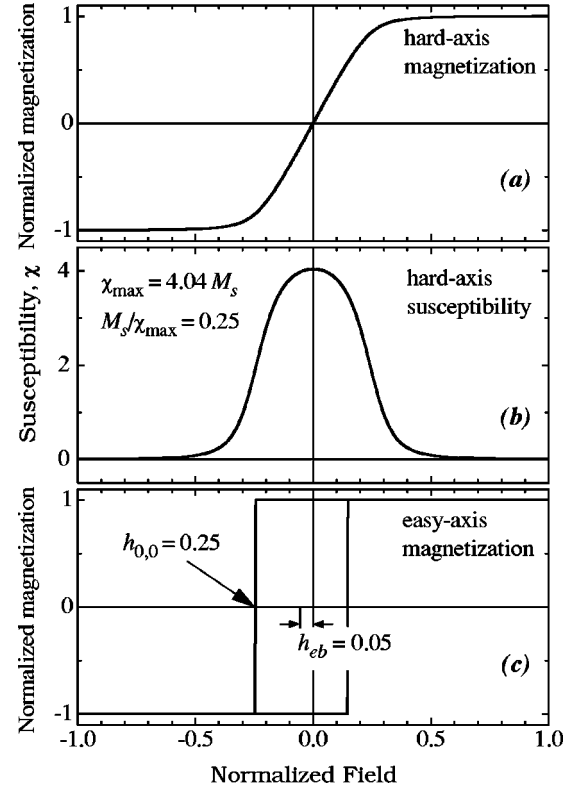 1
0
-1
Normalized magnetization
hard-axis
magnetization
(a)
4
2
0
Susceptibility, χ
χmax = 4.04 Ms
Ms/χmax = 0.25
hard-axis
susceptibility
(b)
1
0
-1
Normalized magnetization
easy-axis
magnetization
h0,0 = 0.25
heb = 0.05
(c)
-1.0 -0.5 0.0 0.5 1.0
Normalized Field